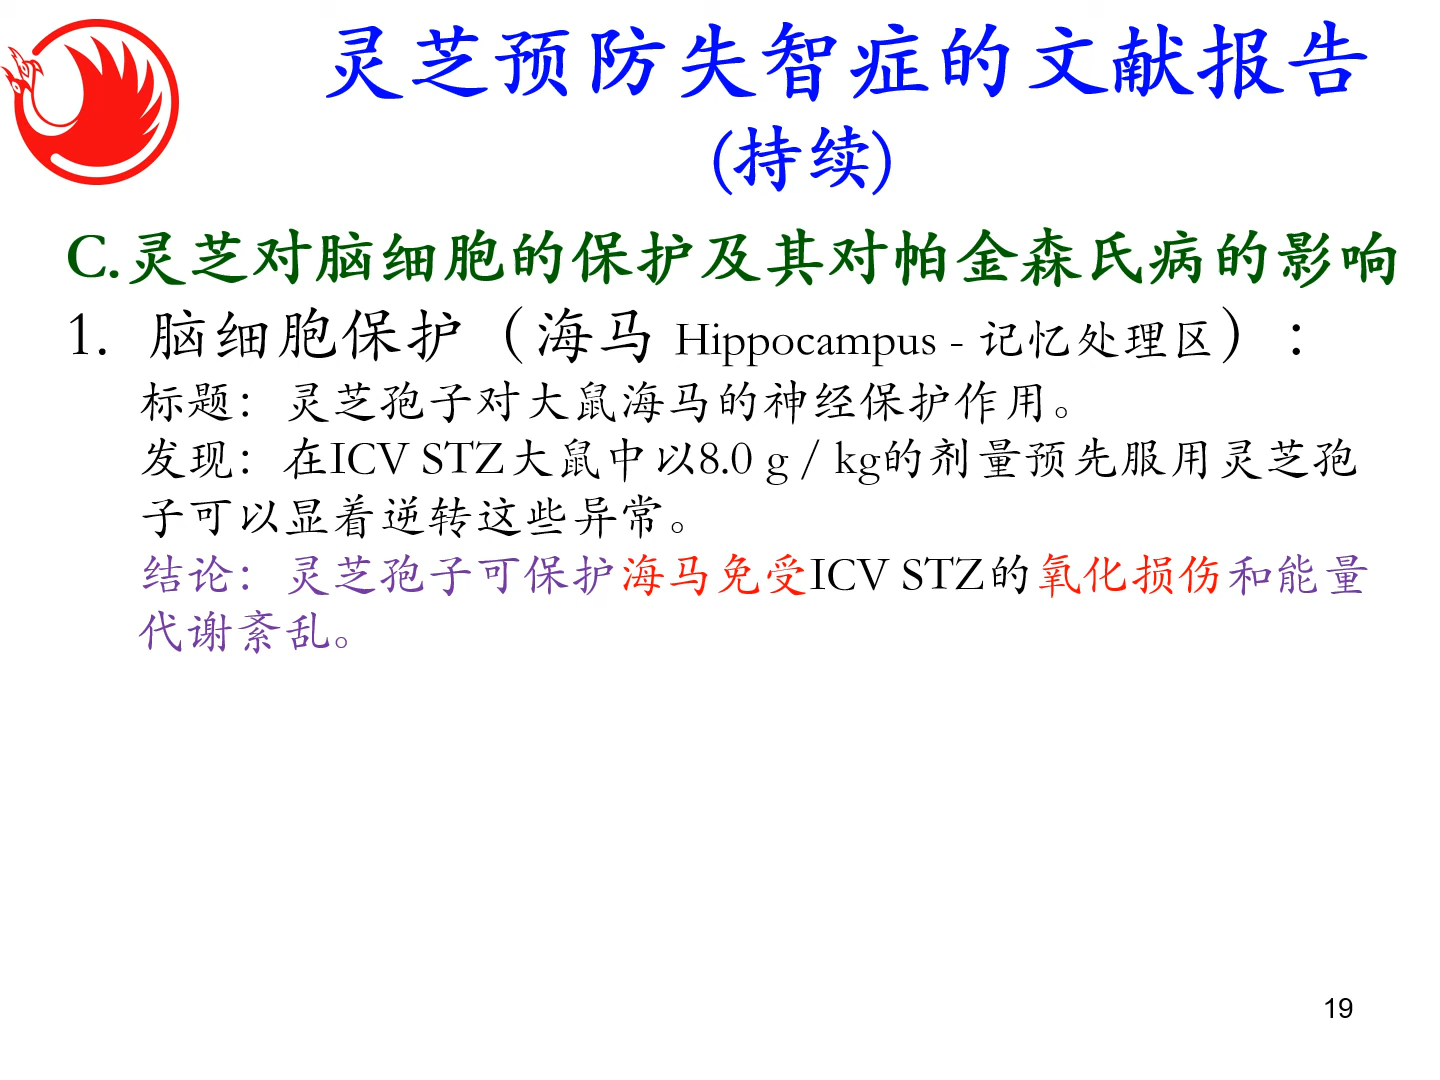 灵芝预防失智症的文献报告
(持续)
C.灵芝对脑细胞的保护及其对帕金森氏病的影响
1. 脑细胞保护（海马 Hippocampus - 记忆处理区）：
标题：灵芝孢子对大鼠海马的神经保护作用。
发现：在ICV STZ大鼠中以8.0 g / kg的剂量预先服用灵芝孢
子可以显着逆转这些异常。
结论：灵芝孢子可保护海马免受ICV STZ的氧化损伤和能量
代谢紊乱。
19